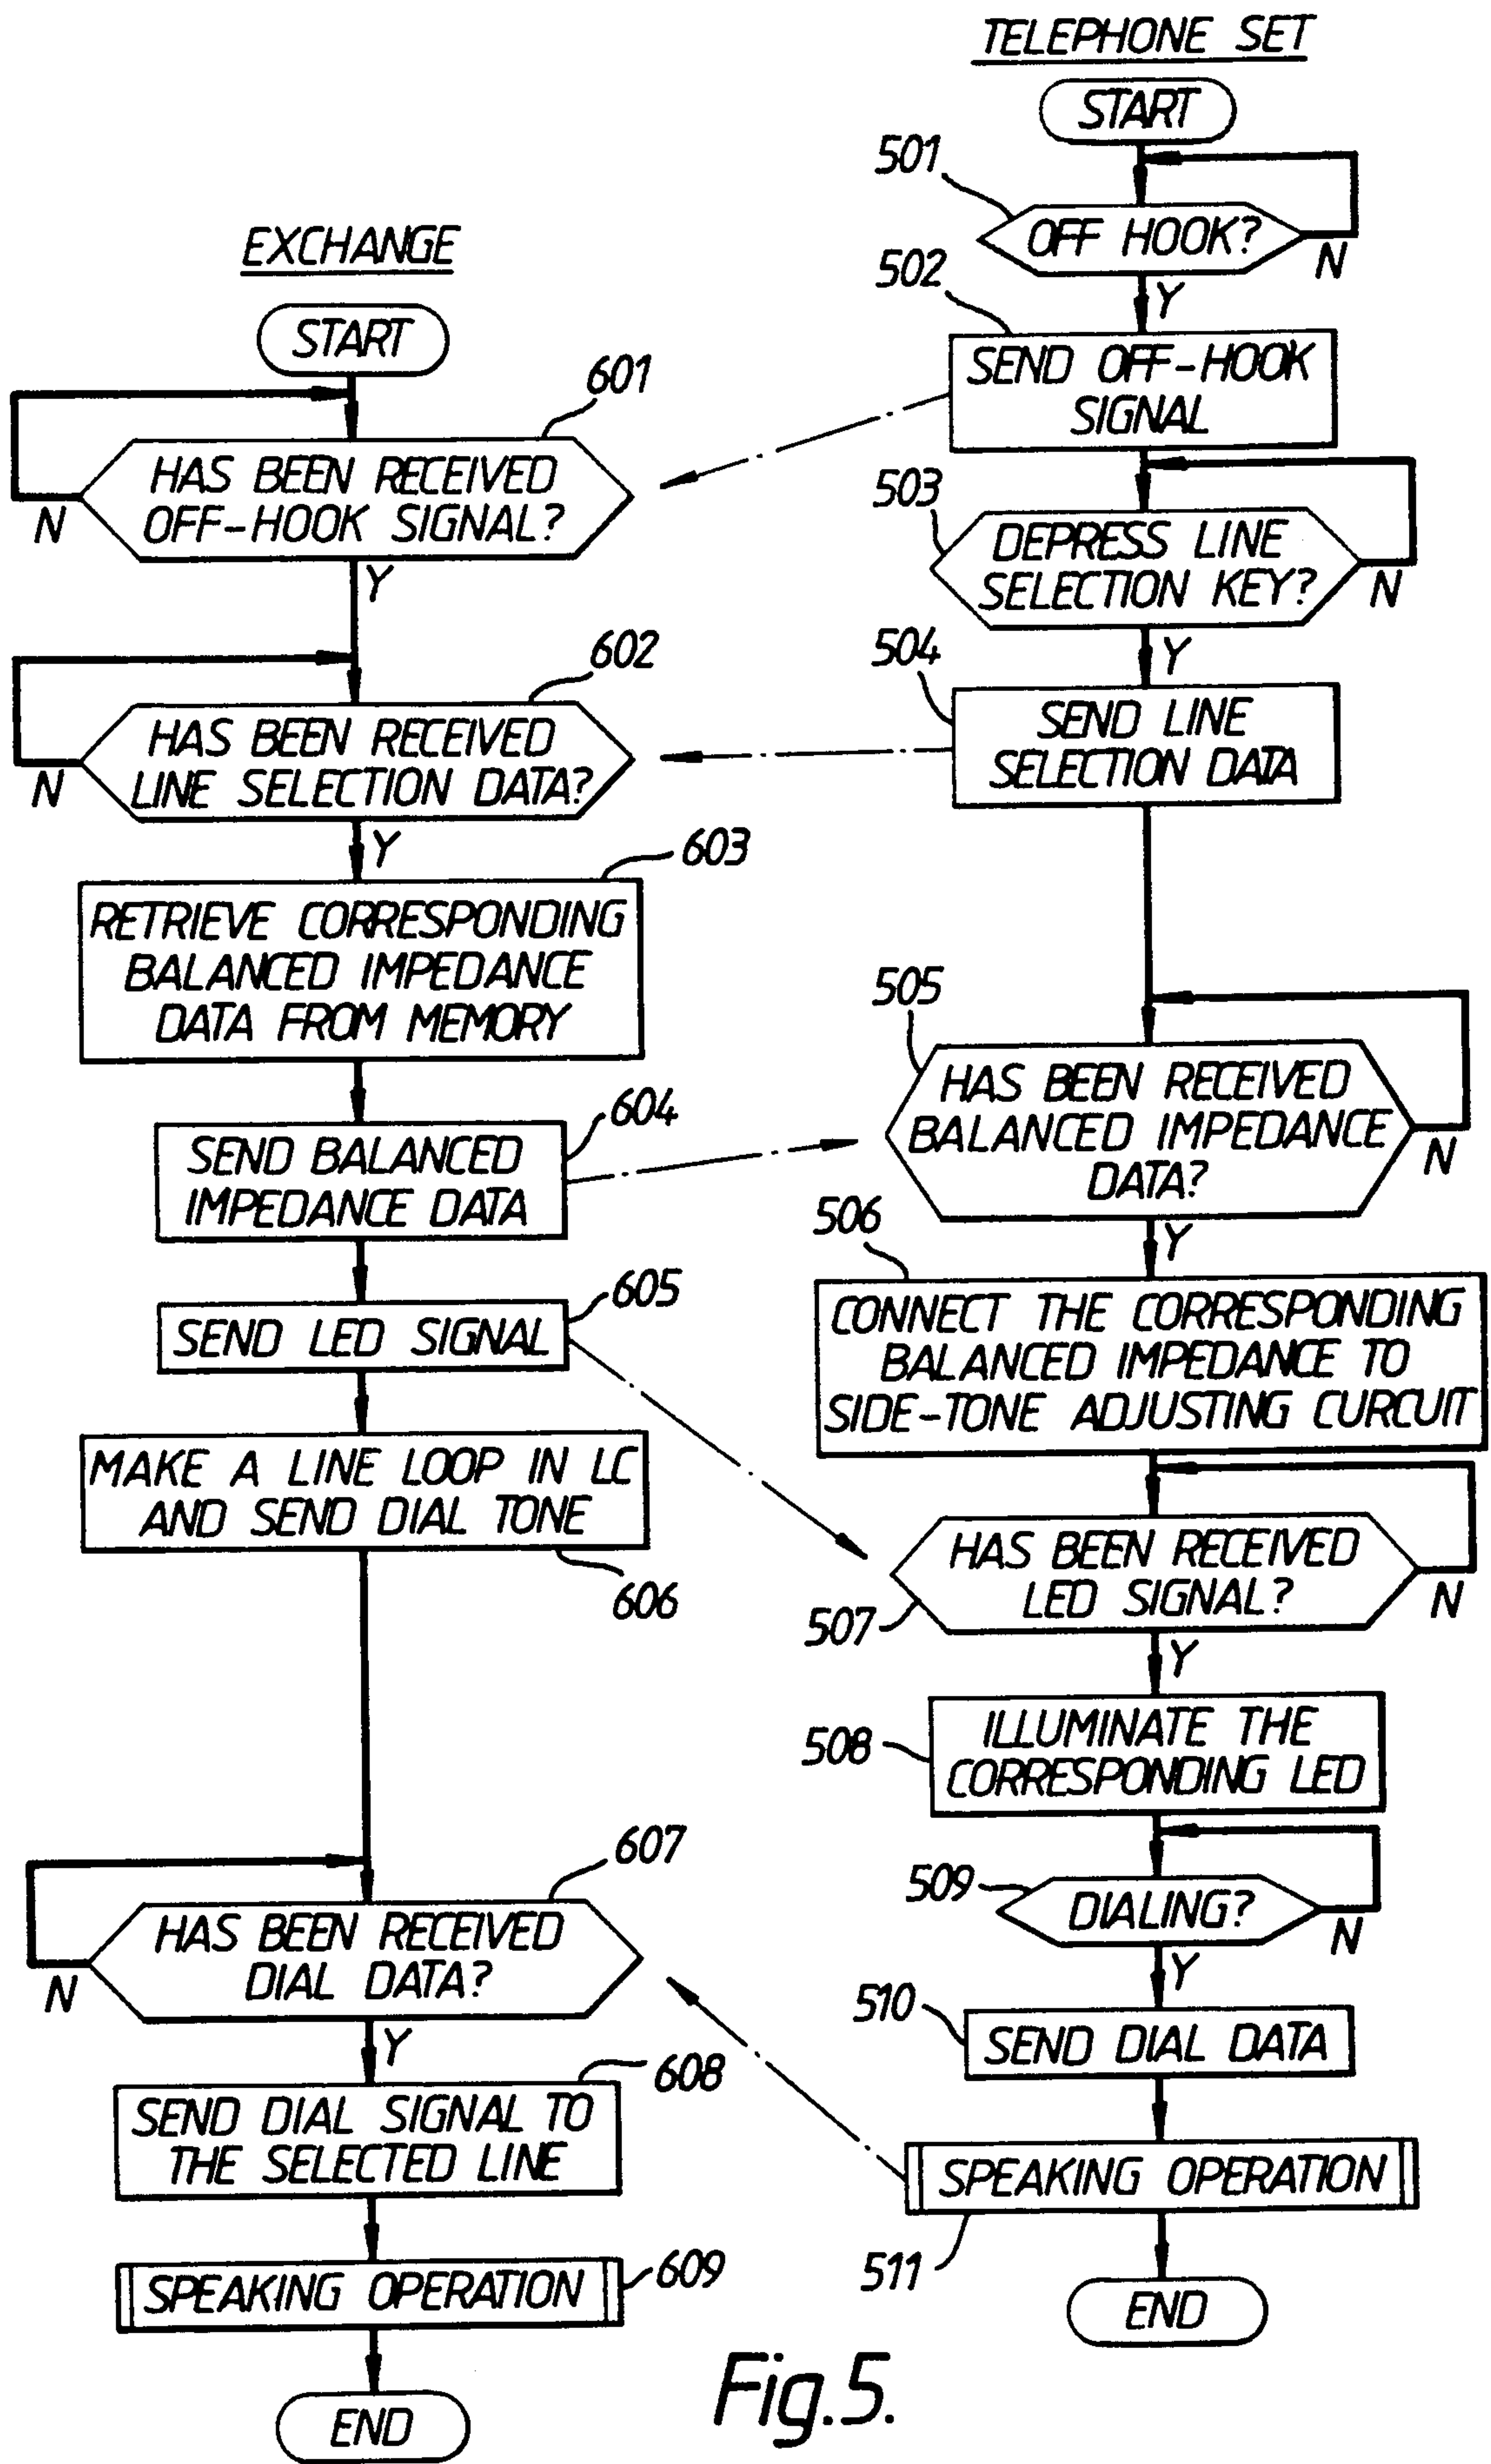 EXCHANGE
START
601
HAS BEEN RECEIVED
OFF-HOOK SIGNAL?
N
Y
602
HAS BEEN RECEIVED
LINE SELECTION DATA?
N
Y
603
RETRIEVE CORRESPONDING
BALANCED IMPEDANCE
DATA FROM MEMORY
604
SEND BALANCED
IMPEDANCE DATA
605
SEND LED SIGNAL
MAKE A LINE LOOP IN LC
AND SEND DIAL TONE
606
607
HAS BEEN RECEIVED
DIAL DATA?
N
Y
608
SEND DIAL SIGNAL TO
THE SELECTED LINE
SPEAKING OPERATION
609
END
TELEPHONE SET
START
501
OFF HOOK?
N
Y
502
SEND OFF-HOOK
SIGNAL
503
DEPRESS LINE
SELECTION KEY?
N
Y
504
SEND LINE
SELECTION DATA
505
HAS BEEN RECEIVED
BALANCED IMPEDANCE
DATA?
N
Y
506
CONNECT THE CORRESPONDING
BALANCED IMPEDANCE TO
SIDE-TONE ADJUSTING CURCUIT
HAS BEEN RECEIVED
LED SIGNAL?
507
N
Y
ILLUMINATE THE
CORRESPONDING LED
508
509
DIALING?
N
Y
510
SEND DIAL DATA
SPEAKING OPERATION
511
END
Fig.5.